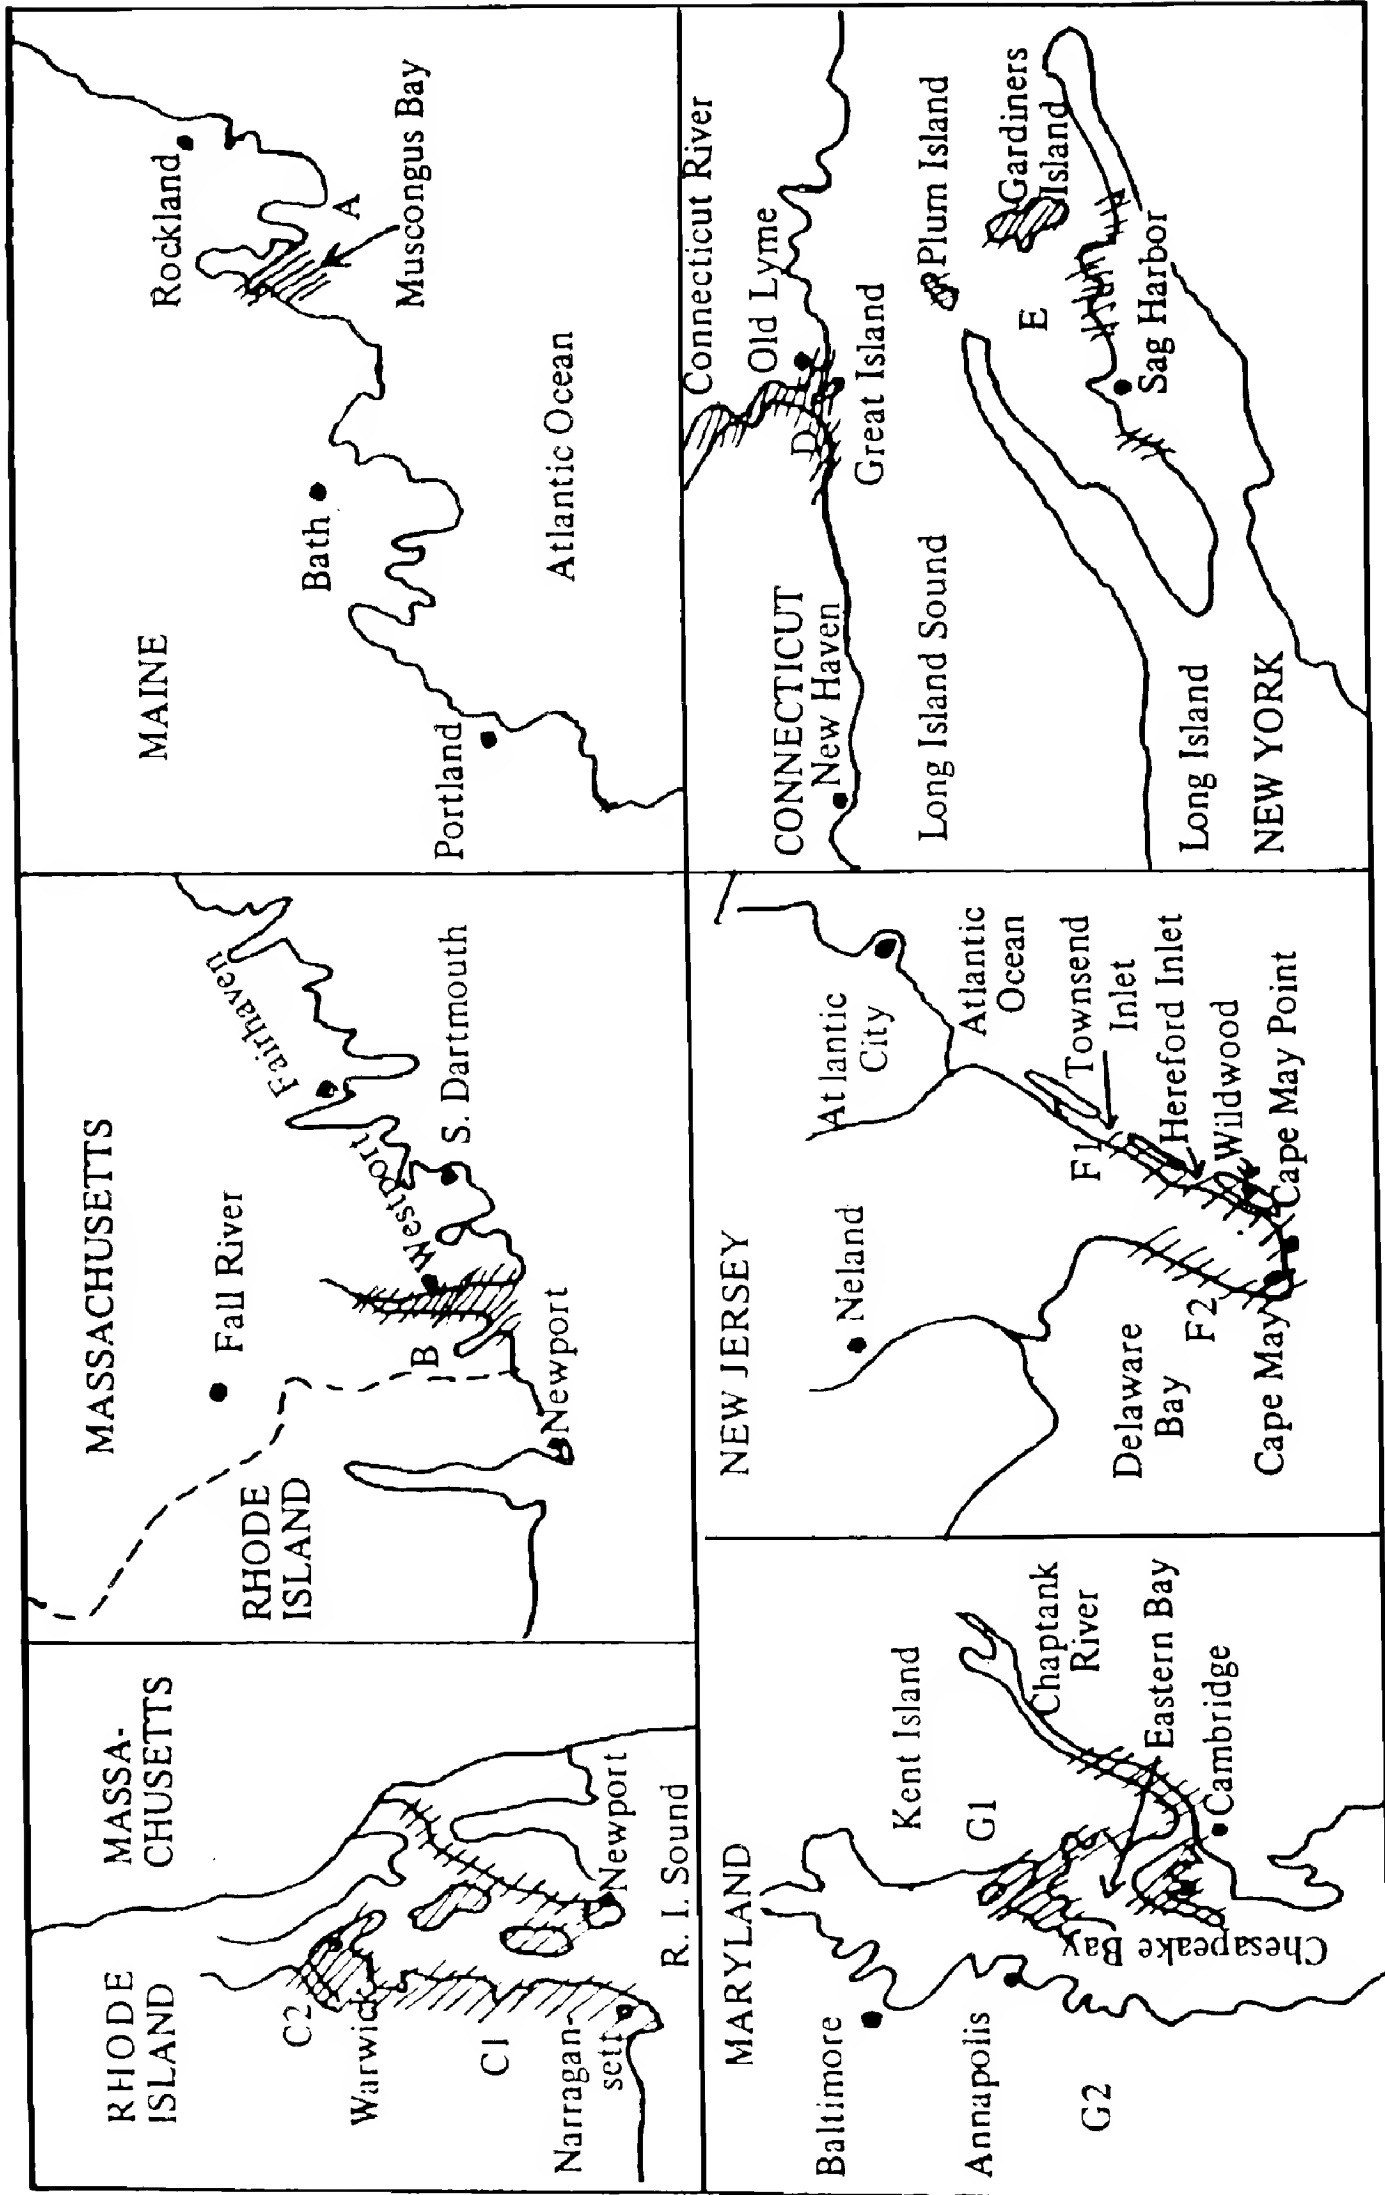 RHODE
ISLAND
MASSA-
CHUSETTS
C2
Warwick
C1
Narragan-
sett
Newport
R. I. Sound
MASSACHUSETTS
Fall River
RHODE
ISLAND
B
Newport
Westport
S. Dartmouth
Fairhaven
MAINE
Rockland
Bath
Portland
A
Muscongus Bay
Atlantic Ocean
MARYLAND
Baltimore
Annapolis
G2
Kent Island
G1
Chaptank
River
Eastern Bay
Cambridge
Chesapeake Bay
NEW JERSEY
Neland
Atlantic
City
Atlantic
Ocean
Townsend
Inlet
Hereford Inlet
Wildwood
Cape May Point
F1
F2
Delaware
Bay
Cape May
Connecticut River
Old Lyme
D
Great Island
CONNECTICUT
New Haven
Long Island Sound
Plum Island
Gardiners
Island
E
Sag Harbor
Long Island
NEW YORK